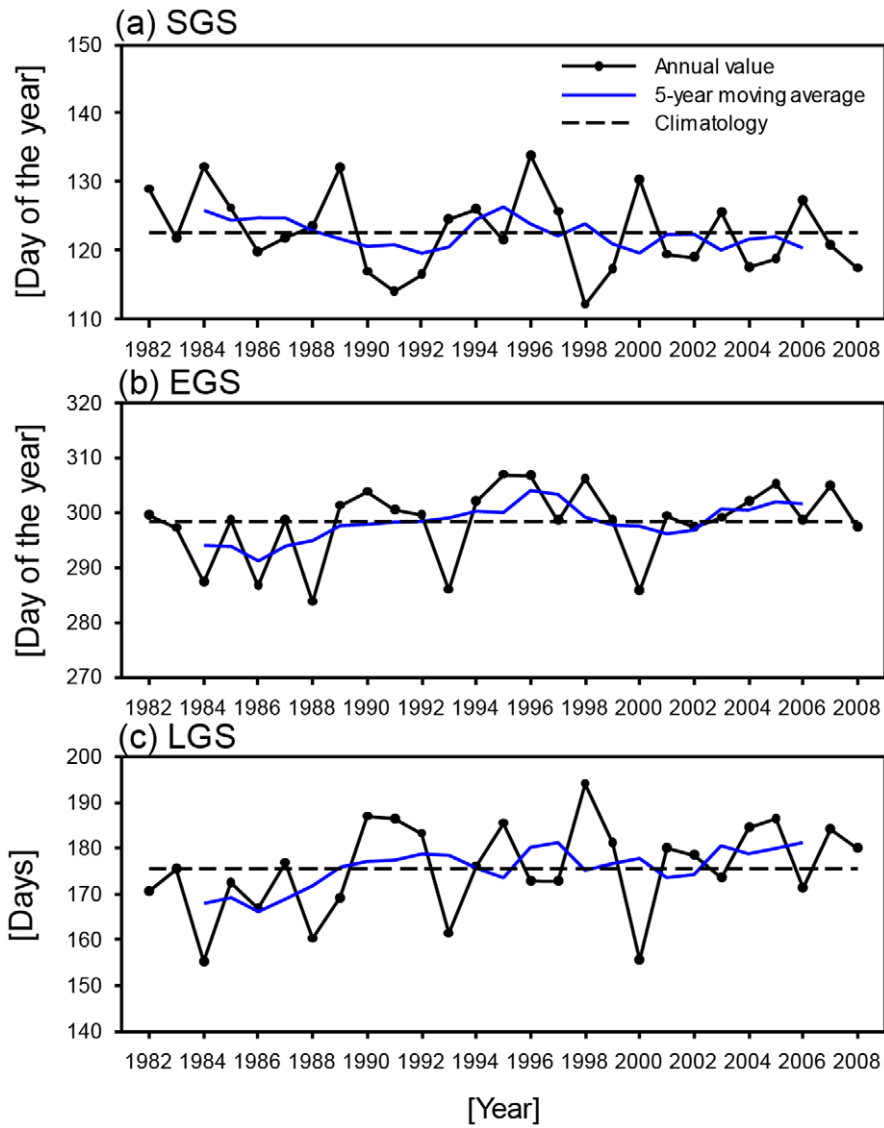 (a) SGS
150
140
130
120
110
[Day of the year]
Annual value
5-year moving average
Climatology
1982 1984 1986 1988 1990 1992 1994 1996 1998 2000 2002 2004 2006 2008
(b) EGS
320
310
300
290
280
270
[Day of the year]
1982 1984 1986 1988 1990 1992 1994 1996 1998 2000 2002 2004 2006 2008
(c) LGS
200
190
180
170
160
150
140
[Days]
1982 1984 1986 1988 1990 1992 1994 1996 1998 2000 2002 2004 2006 2008
[Year]